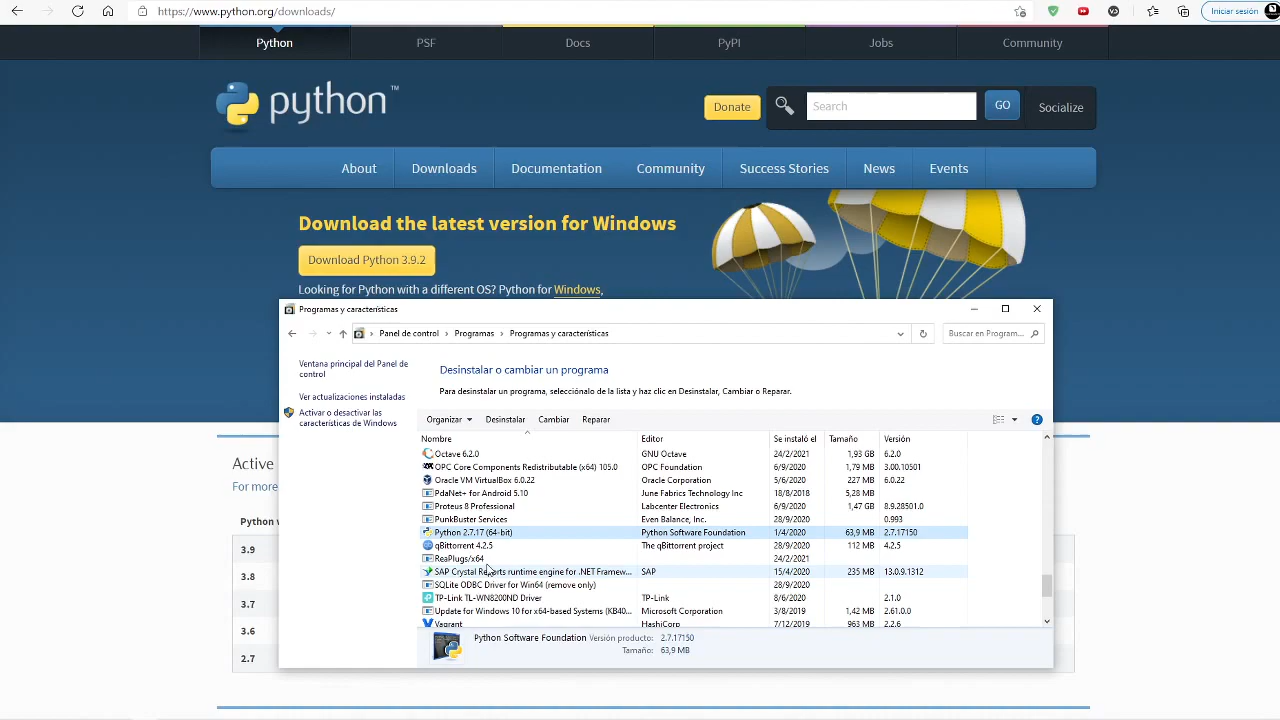 https://www.python.org/downloads/
Iniciar sesión
Python
PSF
Docs
PyPI
Jobs
Community
python™
Donate
Search
GO
Socialize
About
Downloads
Documentation
Community
Success Stories
News
Events
Download the latest version for Windows
Download Python 3.9.2
Looking for Python with a different OS? Python for Windows,
Programas y características
Panel de control > Programas > Programas y características
Buscar en Program...
Ventana principal del Panel de
control
Ver actualizaciones instaladas
Activar o desactivar las
características de Windows
Desinstalar o cambiar un programa
Para desinstalar un programa, selecciónalo de la lista y haz clic en Desinstalar, Cambiar o Reparar.
Organizar
Desinstalar
Cambiar
Reparar
Nombre Editor Se instaló el Tamaño Versión
Octave 6.2.0 GNU Octave 24/2/2021 1,93 GB 6.2.0
OPC Core Components Redistributable (x64) 105.0 OPC Foundation 6/9/2020 1,79 MB 3.00.10501
Oracle VM VirtualBox 6.0.22 Oracle Corporation 5/6/2020 227 MB 6.0.22
PdaNet+ for Android 5.10 June Fabrics Technology Inc 18/8/2018 5,28 MB
Proteus 8 Professional Labcenter Electronics 6/9/2020 1,47 GB 8.9.28501.0
PunkBuster Services Even Balance, Inc. 28/9/2020 0.993
Python 2.7.17 (64-bit) Python Software Foundation 1/4/2020 63,9 MB 2.7.17150
qBittorrent 4.2.5 The qBittorrent project 28/9/2020 112 MB 4.2.5
ReaPlugs/x64 24/2/2021
SAP Crystal Reports runtime engine for .NET Framew... SAP 15/4/2020 235 MB 13.0.9.1312
SQLite ODBC Driver for Win64 (remove only) 28/9/2020
TP-Link TL-WN8200ND Driver TP-Link 8/6/2020 2.1.0
Update for Windows 10 for x64-based Systems (KB40... Microsoft Corporation 3/8/2019 1,42 MB 2.61.0.0
Vagrant HashiCorp 7/12/2019 963 MB 2.2.6
Python Software Foundation Versión producto: 2.7.17150
Tamaño: 63,9 MB
Active
For more
Python v
3.9
3.8
3.7
3.6
2.7